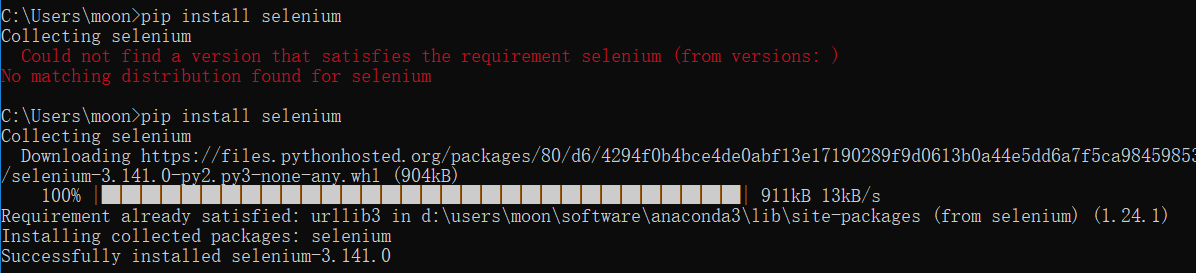 C:\Users\moon>pip install selenium
Collecting selenium
Could not find a version that satisfies the requirement selenium (from versions: )
No matching distribution found for selenium
C:\Users\moon>pip install selenium
Collecting selenium
Downloading https://files.pythonhosted.org/packages/80/d6/4294f0b4bce4de0abf13e17190289f9d0613b0a44e5dd6a7f5ca98459853
/selenium-3.141.0-py2.py3-none-any.whl (904kB)
100% || 911kB 13kB/s
Requirement already satisfied: urllib3 in d:\users\moon\software\anaconda3\lib\site-packages (from selenium) (1.24.1)
Installing collected packages: selenium
Successfully installed selenium-3.141.0